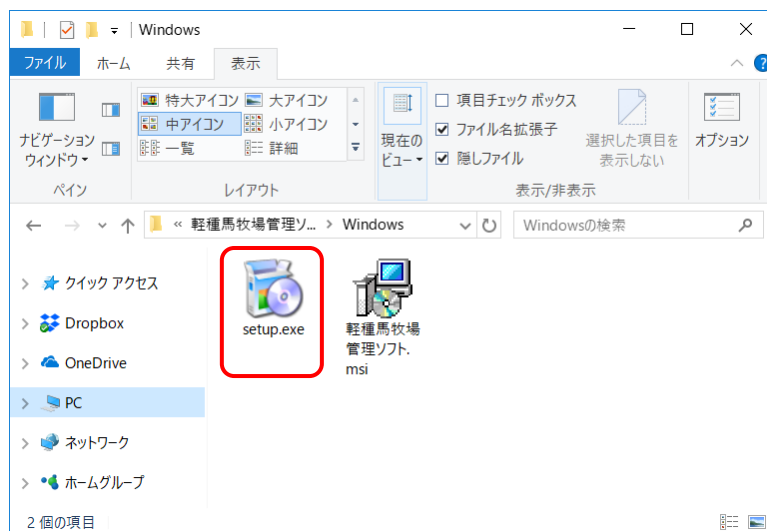 Windows
ファイル ホーム 共有 表示
ナビゲーション
ウィンドウ
特大アイコン 大アイコン
中アイコン 小アイコン
一覧 詳細
現在の
ビュー
項目チェック ボックス
ファイル名拡張子
隠しファイル
選択した項目を
表示しない
オプション
ペイン レイアウト 表示/非表示
« 軽種馬牧場管理ソ... › Windows
Windowsの検索
クイック アクセス
Dropbox
OneDrive
PC
ネットワーク
ホームグループ
setup.exe
軽種馬牧場
管理ソフト.
msi
2 個の項目